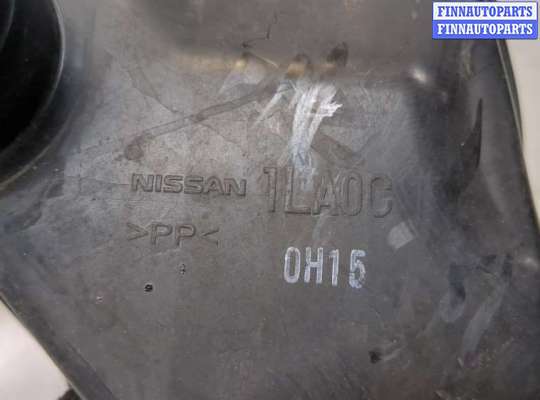 FINNAUTOPARTS
FINNAUTOPARTS
NISSAN 1LA0C
>PP<
0H15